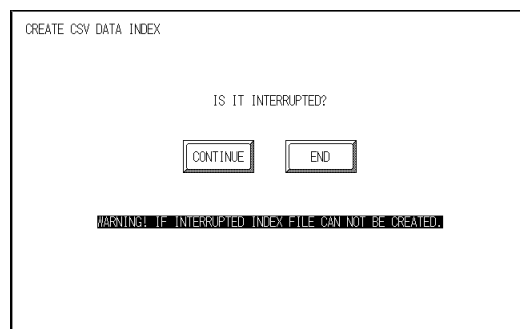 CREATE CSV DATA INDEX
IS IT INTERRUPTED?
CONTINUE END
WARNING! IF INTERRUPTED INDEX FILE CAN NOT BE CREATED.